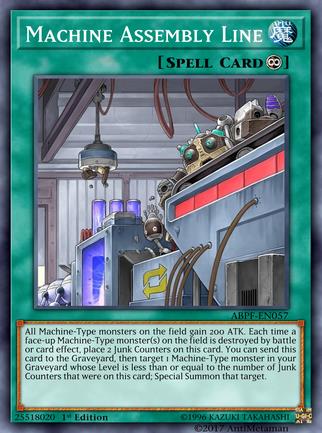 MACHINE ASSEMBLY LINE
[SPELL CARD]
ABPF-EN057
All Machine-Type monsters on the field gain 200 ATK. Each time a
face-up Machine-Type monster(s) on the field is destroyed by battle
or card effect, place 2 Junk Counters on this card. You can send this
card to the Graveyard, then target 1 Machine-Type monster in your
Graveyard whose Level is less than or equal to the number of Junk
Counters that were on this card; Special Summon that target.
25518020 1st Edition
©1996 KAZUKI TAKAHASHI
©2017 AntiMetaman